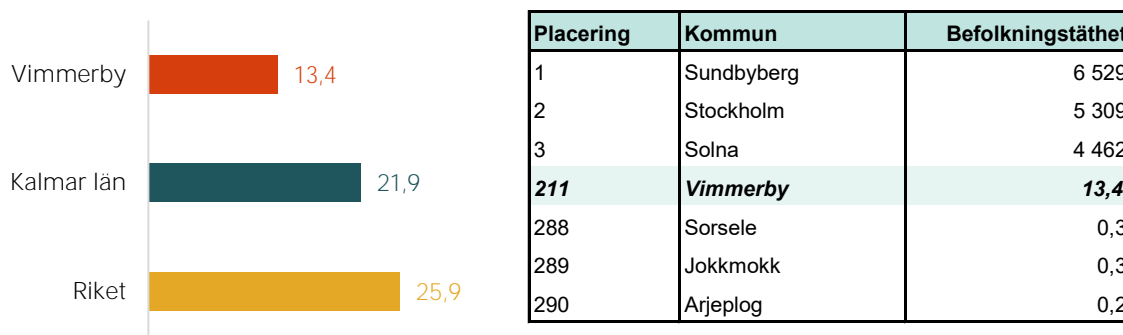 Vimmerby 13,4
Kalmar län 21,9
Riket 25,9
Placering Kommun Befolkningstäthet
1 Sundbyberg 6 529
2 Stockholm 5 309
3 Solna 4 462
211 Vimmerby 13,4
288 Sorsele 0,3
289 Jokkmokk 0,3
290 Arjeplog 0,2